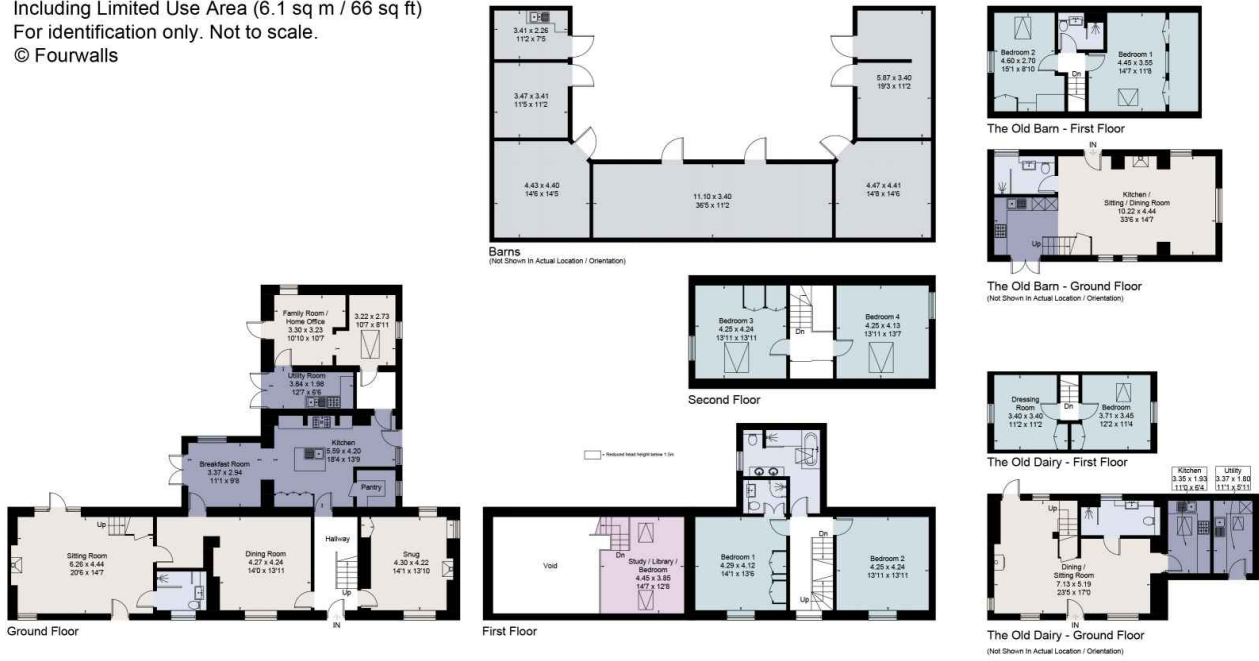 Including Limited Use Area (6.1 sq m / 66 sq ft)
For identification only. Not to scale.
© Fourwalls
3.41 x 2.26
11'2 x 7'5
3.47 x 3.41
11'5 x 11'2
4.43 x 4.40
14'6 x 14'5
11.10 x 3.40
36'5 x 11'2
4.47 x 4.41
14'8 x 14'6
5.87 x 3.40
19'3 x 11'2
Barns
(Not Shown In Actual Location / Orientation)
Bedroom 2
4.60 x 2.70
15'1 x 8'10
Dn
Bedroom 1
4.45 x 3.55
14'7 x 11'8
The Old Barn - First Floor
IN
Kitchen /
Sitting / Dining Room
10.22 x 4.44
33'6 x 14'7
Up
The Old Barn - Ground Floor
(Not Shown In Actual Location / Orientation)
Family Room /
Home Office
3.30 x 3.23
10'10 x 10'7
3.22 x 2.73
10'7 x 8'11
Utility Room
3.84 x 1.98
12'7 x 6'6
Kitchen
5.59 x 4.20
18'4 x 13'9
Breakfast Room
3.37 x 2.94
11'1 x 9'8
Pantry
Up
Sitting Room
6.26 x 4.44
20'6 x 14'7
Dining Room
4.27 x 4.24
14'0 x 13'11
Hallway
Up
Snug
4.30 x 4.22
14'1 x 13'10
IN
Ground Floor
Bedroom 3
4.25 x 4.24
13'11 x 13'11
Dn
Bedroom 4
4.25 x 4.13
13'11 x 13'7
Second Floor
= Reduced head height below 1.5m
Void
Dn
Study / Library /
Bedroom
4.45 x 3.85
14'7 x 12'8
Bedroom 1
4.29 x 4.12
14'1 x 13'6
Dn
Up
Bedroom 2
4.25 x 4.24
13'11 x 13'11
First Floor
Dressing
Room
3.40 x 3.40
11'2 x 11'2
Dn
Bedroom
3.71 x 3.45
12'2 x 11'4
The Old Dairy - First Floor
Kitchen
3.35 x 1.93
11'0 x 6'4
Utility
3.37 x 1.80
11'1 x 5'11
Up
Dining /
Sitting Room
7.13 x 5.19
23'5 x 17'0
IN
The Old Dairy - Ground Floor
(Not Shown In Actual Location / Orientation)